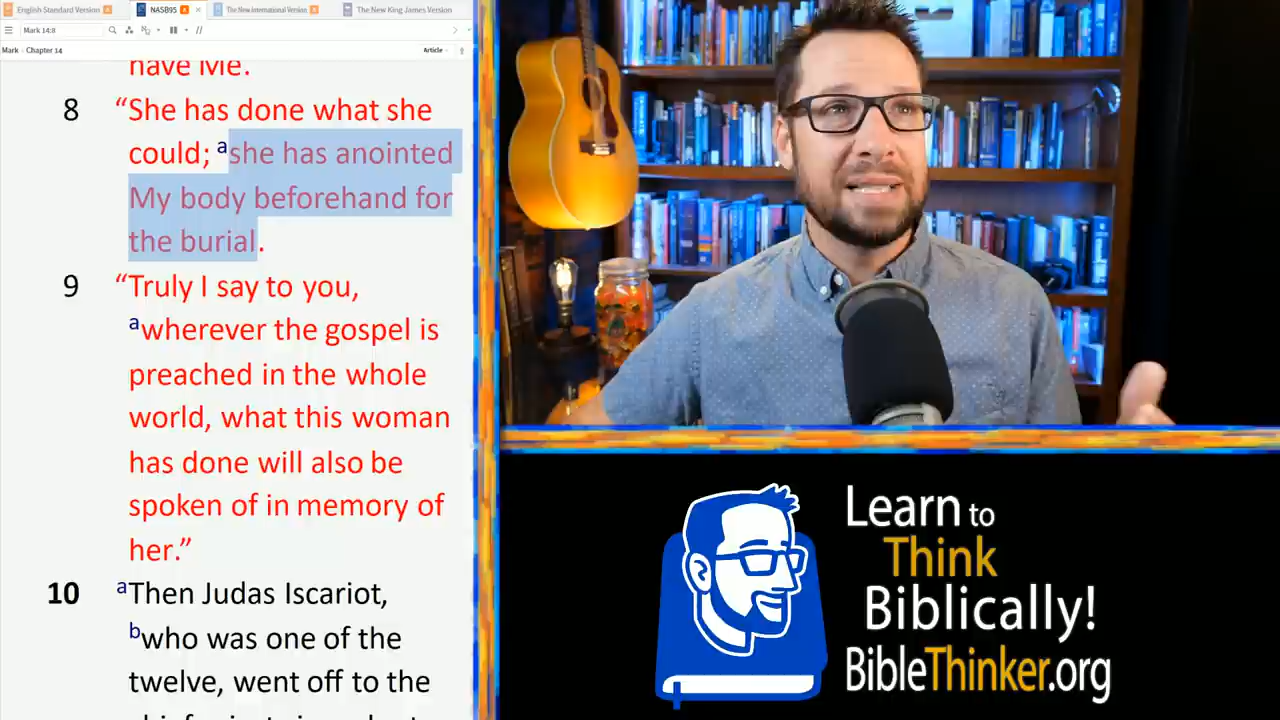 English Standard Version
NASB95
The New International Version
The New King James Version
Mark 14:8
Mark · Chapter 14
Article
have Me.
8 “She has done what she
could; ᵃshe has anointed
My body beforehand for
the burial.
9 “Truly I say to you,
ᵃwherever the gospel is
preached in the whole
world, what this woman
has done will also be
spoken of in memory of
her.”
10 ᵃThen Judas Iscariot,
ᵇwho was one of the
twelve, went off to the
Learn to
Think
Biblically!
BibleThinker.org